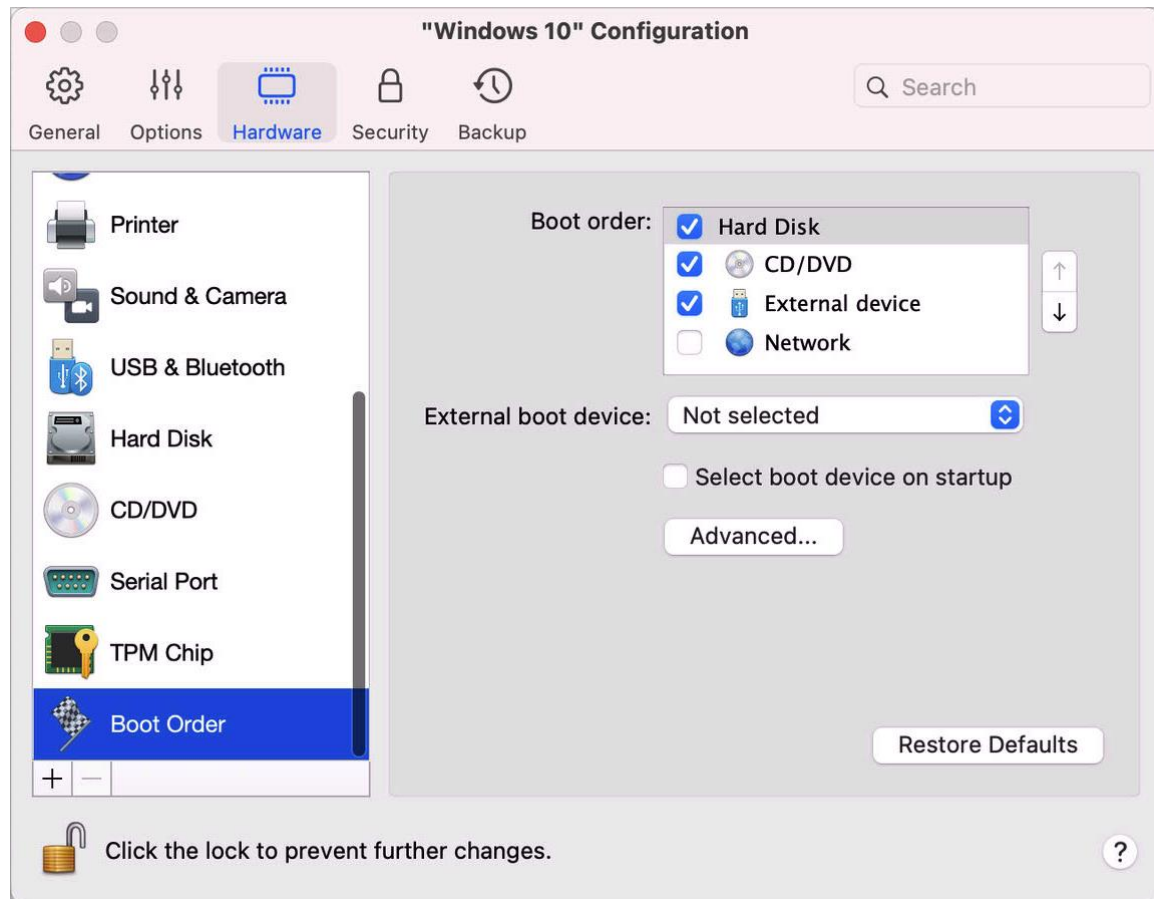 "Windows 10" Configuration
General Options Hardware Security Backup
Search
Printer
Sound & Camera
USB & Bluetooth
Hard Disk
CD/DVD
Serial Port
TPM Chip
Boot Order
Boot order:
Hard Disk
CD/DVD
External device
Network
External boot device: Not selected
Select boot device on startup
Advanced...
Restore Defaults
Click the lock to prevent further changes.
?